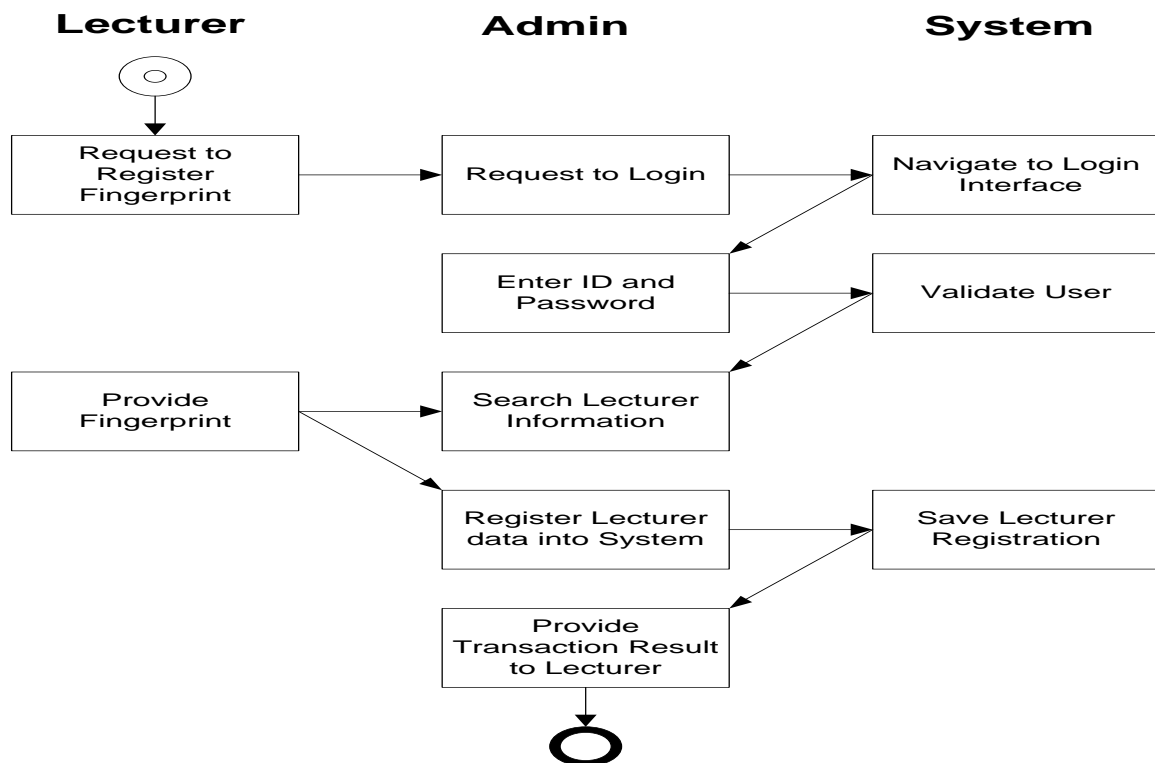 Lecturer
Admin
System
Request to
Register
Fingerprint
Request to Login
Navigate to Login
Interface
Enter ID and
Password
Validate User
Provide
Fingerprint
Search Lecturer
Information
Register Lecturer
data into System
Save Lecturer
Registration
Provide
Transaction Result
to Lecturer